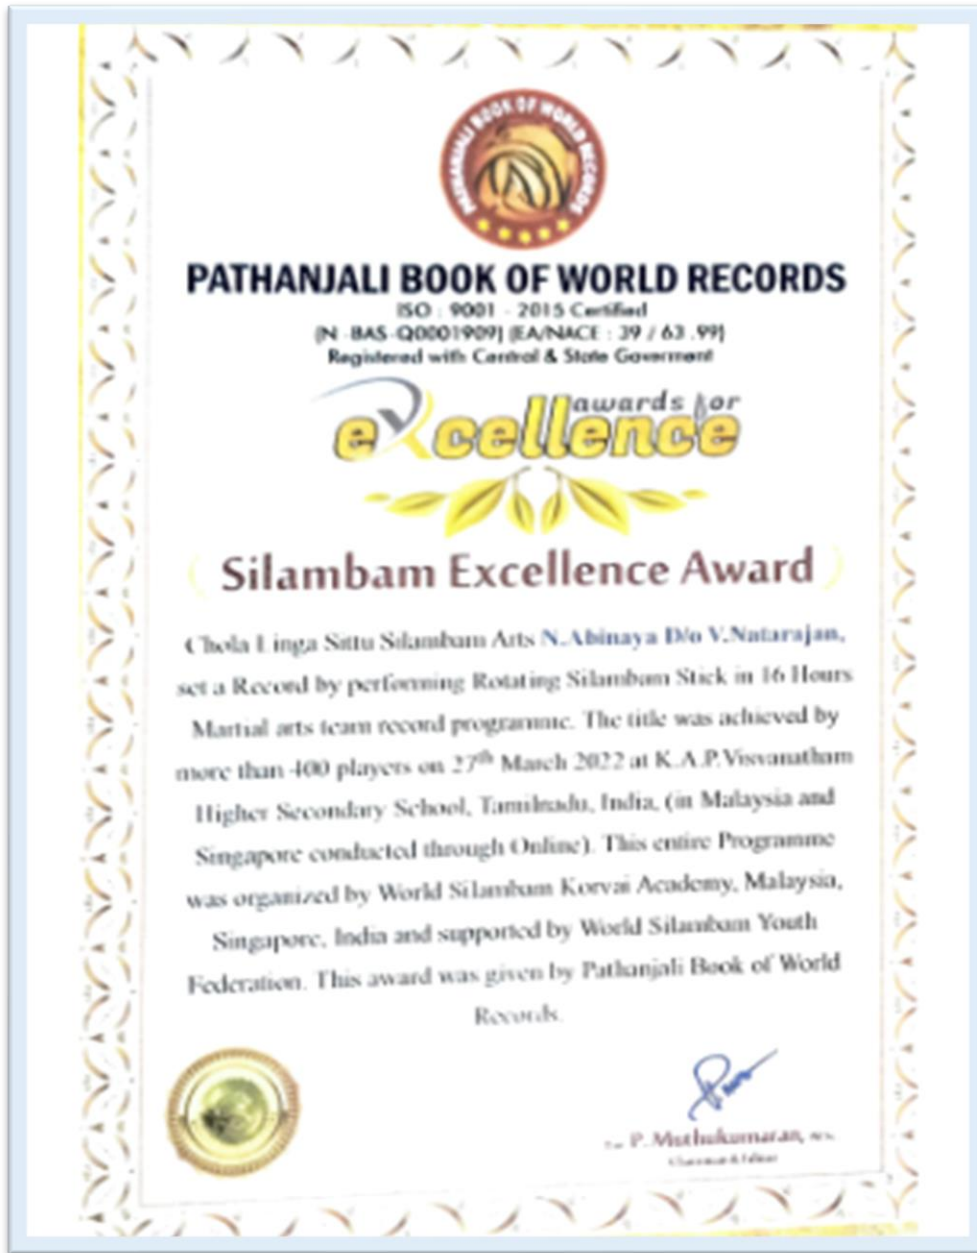 PATHANJALI BOOK OF WORLD RECORDS
PATHANJALI BOOK OF WORLD RECORDS
ISO : 9001 - 2015 Certified
(N -BAS-Q0001909) (EA/NACE : 39 / 63 .99)
Registered with Central & State Goverment
awards for
excellence
Silambam Excellence Award
Chola Linga Sittu Silambam Arts N.Abinaya D/o V.Natarajan,
set a Record by performing Rotating Silambam Stick in 16 Hours
Martial arts team record programme. The title was achieved by
more than 400 players on 27th March 2022 at K.A.P.Visvanatham
Higher Secondary School, Tamilnadu, India, (in Malaysia and
Singapore conducted through Online). This entire Programme
was organized by World Silambam Korvai Academy, Malaysia,
Singapore, India and supported by World Silambam Youth
Federation. This award was given by Pathanjali Book of World
Records.
P. Muthukumaran,